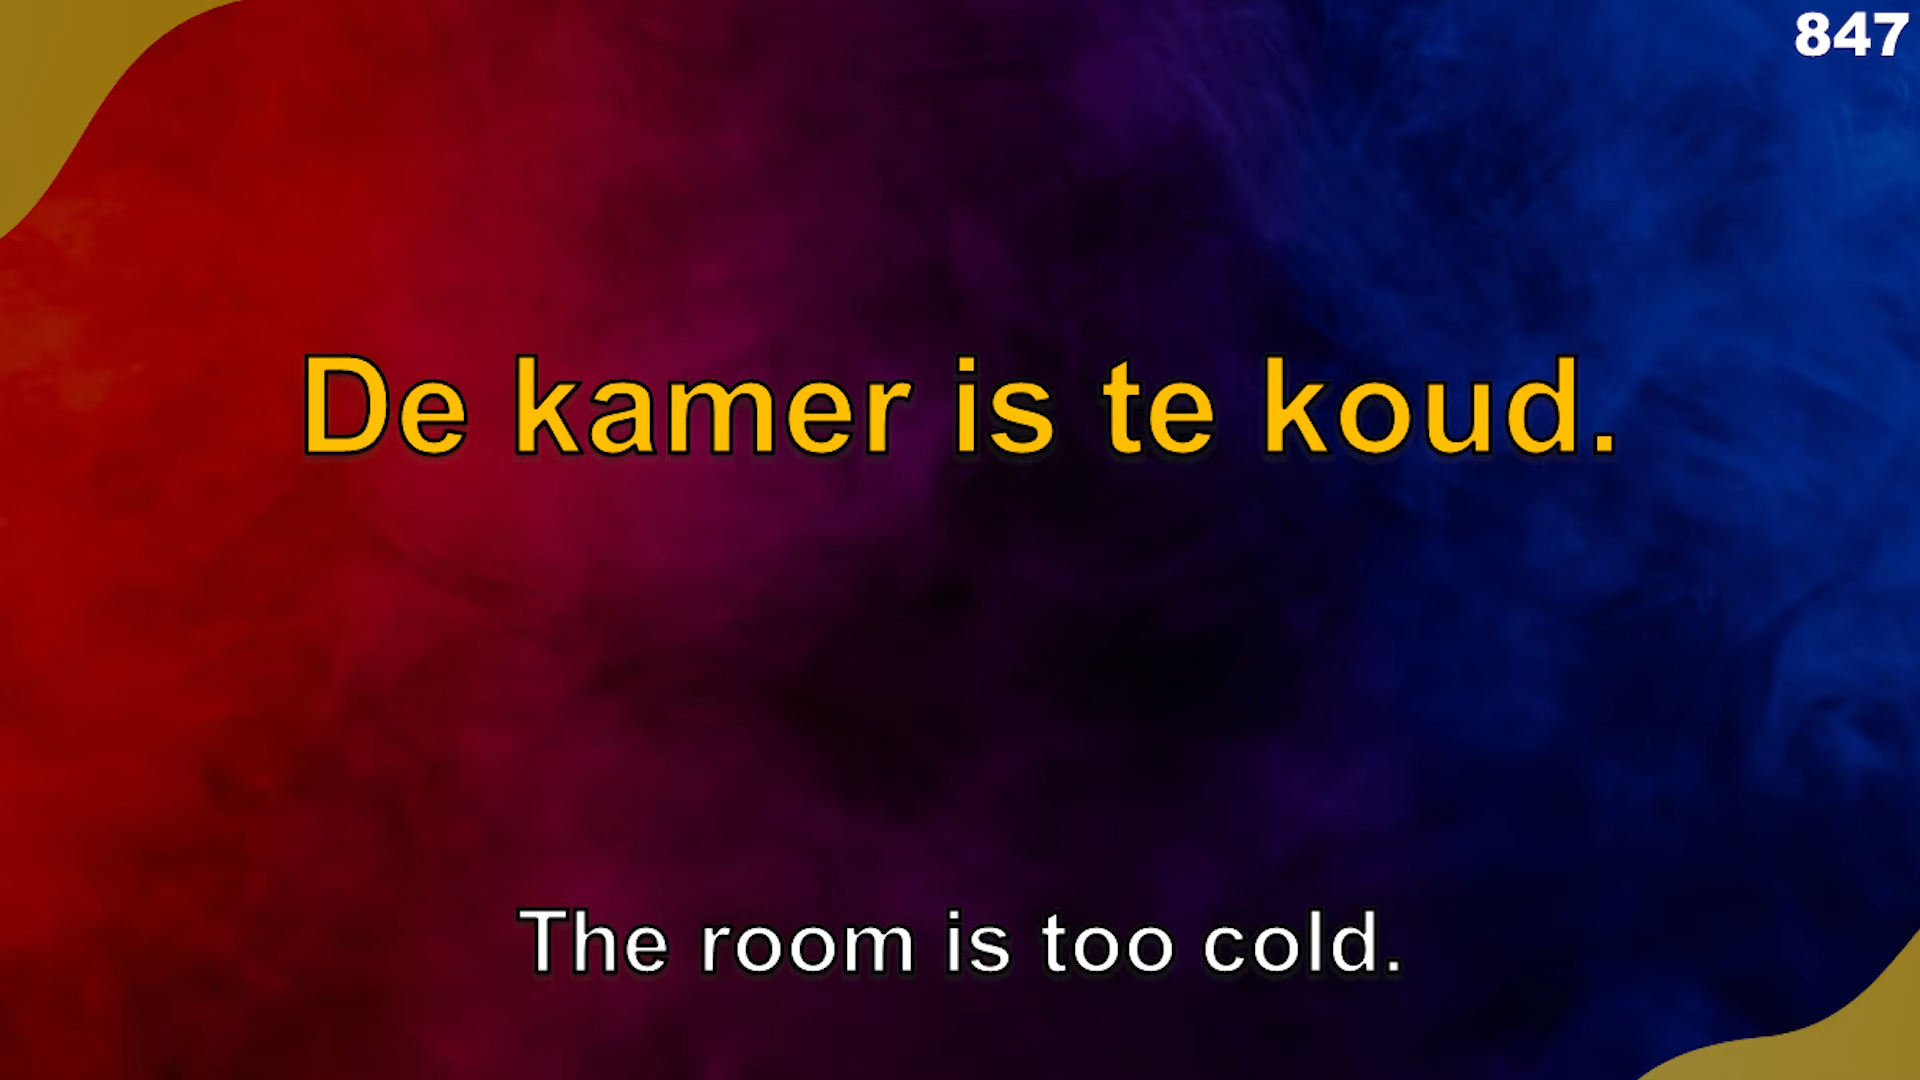 847
De kamer is te koud.
The room is too cold.